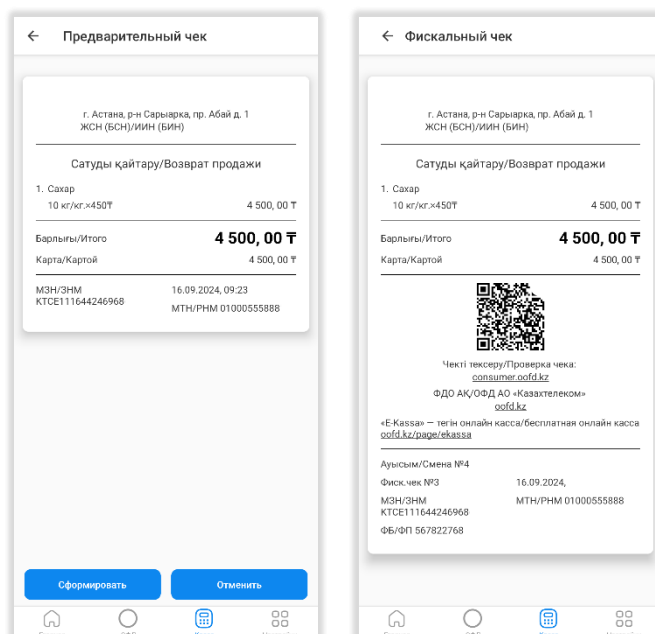 Предварительный чек
г. Астана, р-н Сарыарка, пр. Абай д. 1
ЖСН (БСН)/ИИН (БИН)
Сатуды қайтару/Возврат продажи
1. Сахар
10 кг/кг.×450₸ 4 500, 00 ₸
Барлығы/Итого 4 500, 00 ₸
Карта/Картой 4 500, 00 ₸
МЗН/ЗНМ 16.09.2024, 09:23
KTCE111644246968
МТН/РНМ 01000555888
Сформировать Отменить
Фискальный чек
г. Астана, р-н Сарыарка, пр. Абай д. 1
ЖСН (БСН)/ИИН (БИН)
Сатуды қайтару/Возврат продажи
1. Сахар
10 кг/кг.×450₸ 4 500, 00 ₸
Барлығы/Итого 4 500, 00 ₸
Карта/Картой 4 500, 00 ₸
Чекті тексеру/Проверка чека:
consumer.oofd.kz
ФДО АҚ/ОФД АО «Казахтелеком»
oofd.kz
«E-Kassa» — тегін онлайн касса/бесплатная онлайн касса
oofd.kz/page/ekassa
Ауысым/Смена №4
Фиск.чек №3 16.09.2024,
МЗН/ЗНМ МТН/РНМ 01000555888
KTCE111644246968
ФБ/ФП 567822768